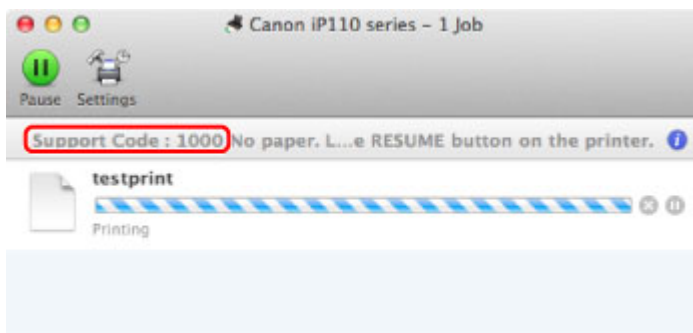 Canon iP110 series – 1 Job
Pause Settings
Support Code : 1000 No paper. L...e RESUME button on the printer.
testprint
Printing